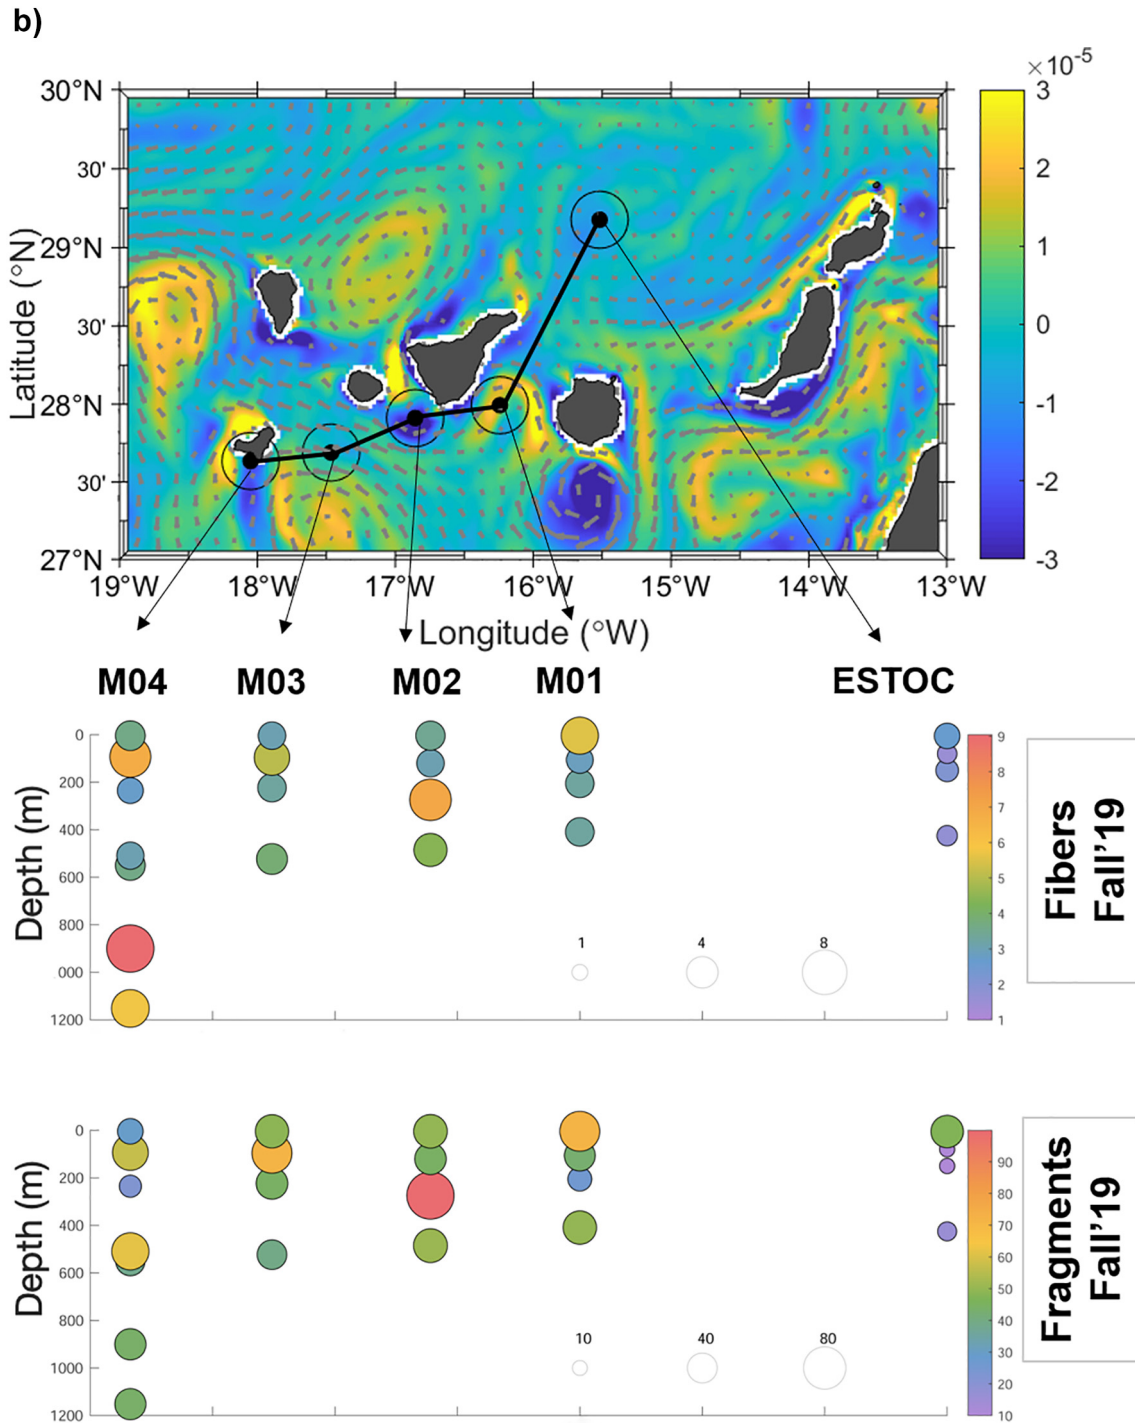 b)
×10⁻⁵
30°N
30'
29°N
30'
28°N
30'
27°N
Latitude (°N)
19°W 18°W 17°W 16°W 15°W 14°W 13°W
Longitude (°W)
3
2
1
0
-1
-2
-3
M04 M03 M02 M01 ESTOC
0
200
400
600
800
000
1200
Depth (m)
1 4 8
9
8
7
6
5
4
3
2
1
Fibers
Fall'19
0
200
400
600
800
1000
1200
Depth (m)
10 40 80
90
80
70
60
50
40
30
20
10
Fragments
Fall'19